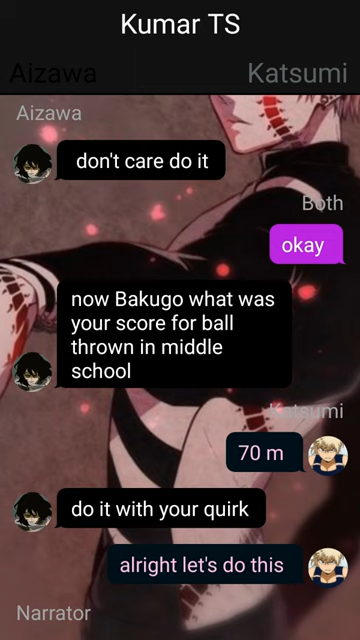 Kumar TS
Aizawa Katsumi
Aizawa
don't care do it
Both
okay
now Bakugo what was
your score for ball
thrown in middle
school
Katsumi
70 m
do it with your quirk
alright let's do this
Narrator